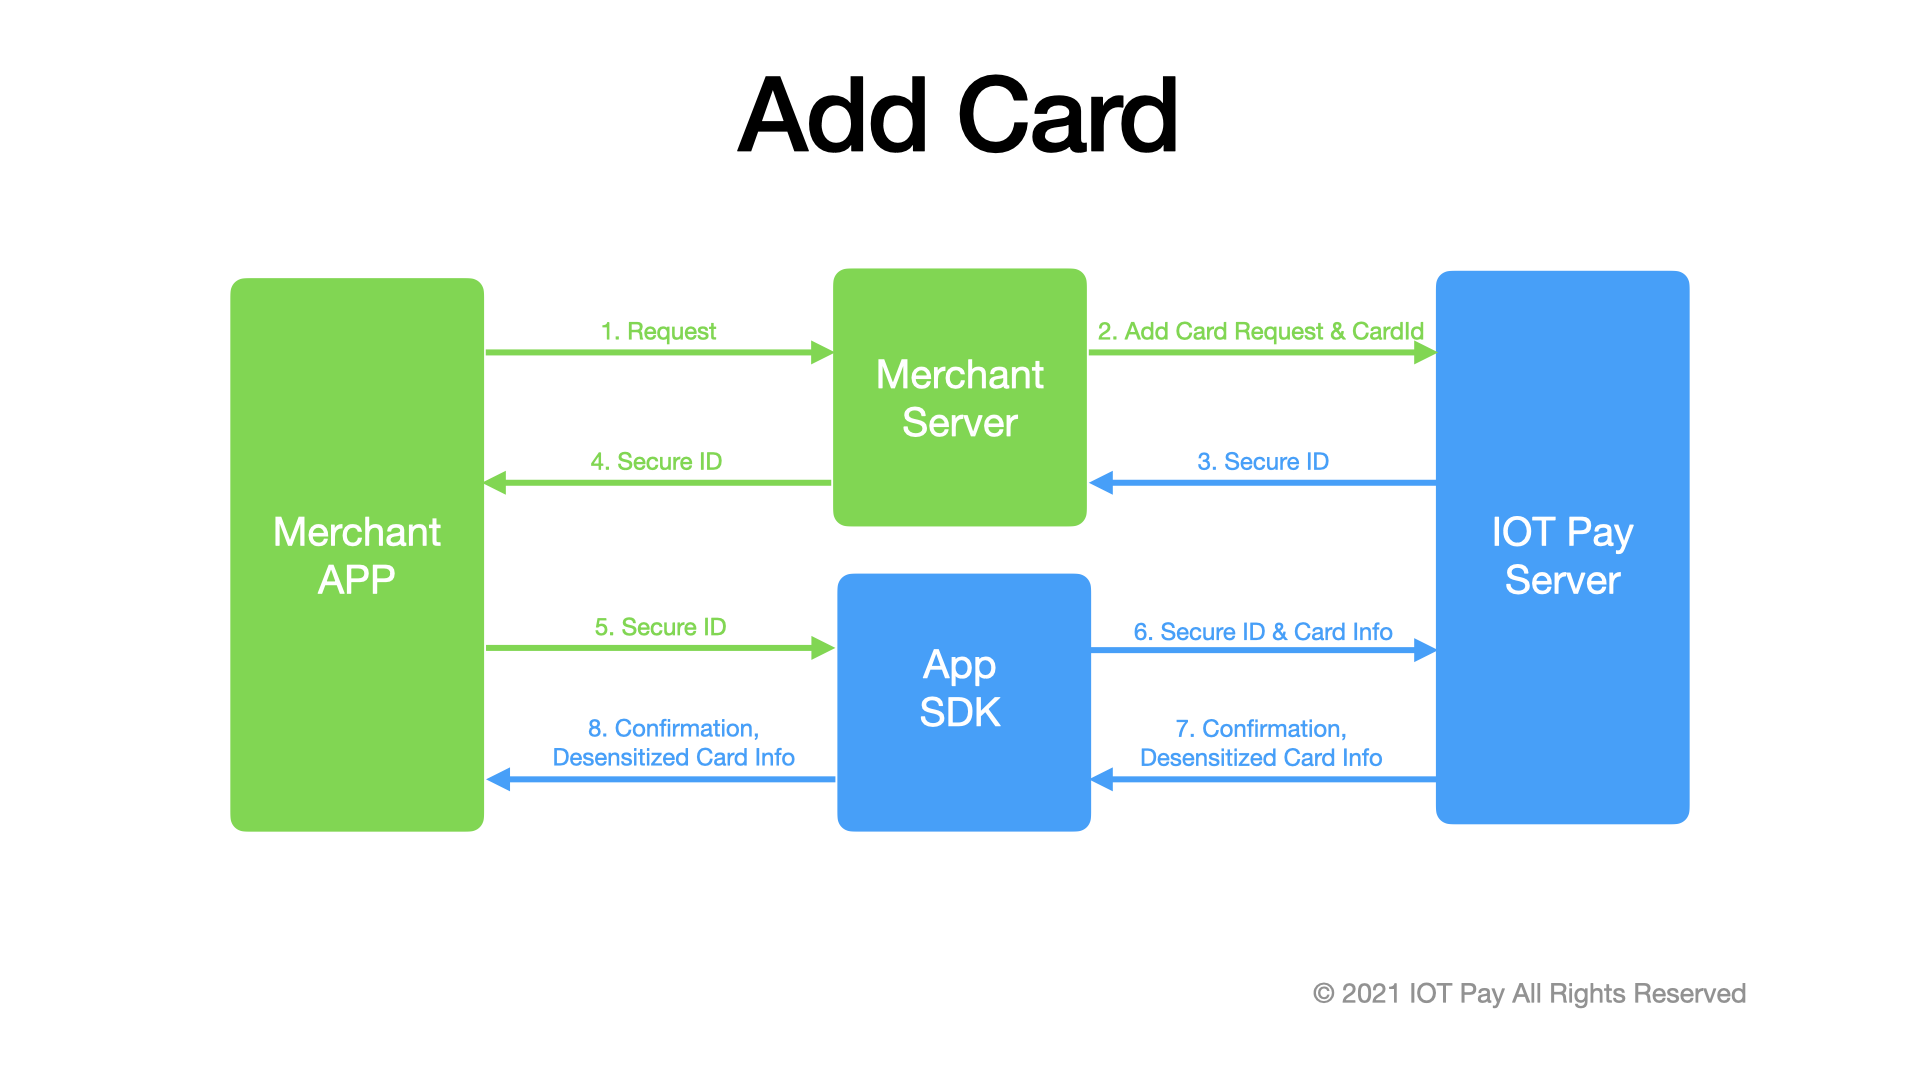 Add Card
1. Request
2. Add Card Request & CardId
Merchant
Server
4. Secure ID
3. Secure ID
Merchant
APP
IOT Pay
Server
5. Secure ID
6. Secure ID & Card Info
App
SDK
8. Confirmation,
Desensitized Card Info
7. Confirmation,
Desensitized Card Info
© 2021 IOT Pay All Rights Reserved